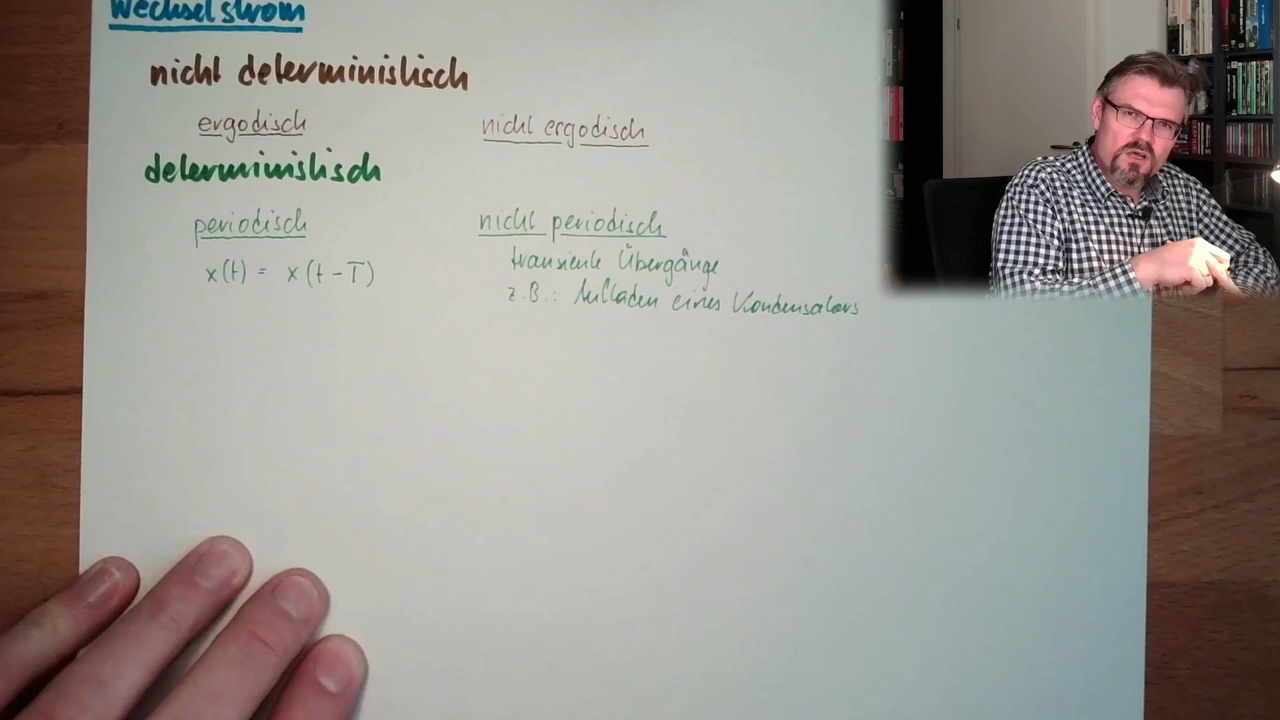 Wechselstrom
nicht deterministisch
ergodisch nicht ergodisch
deterministisch
periodisch nicht periodisch
x(t) = x(t-T) transiente Übergänge
z.B.: Aufladen eines Kondensators